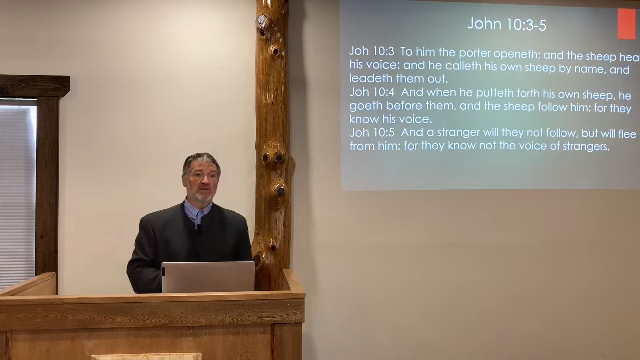 John 10:3-5
Joh 10:3 To him the porter openeth; and the sheep hea
his voice: and he calleth his own sheep by name, and
leadeth them out.
Joh 10:4 And when he putteth forth his own sheep, he
goeth before them, and the sheep follow him: for they
know his voice.
Joh 10:5 And a stranger will they not follow, but will flee
from him: for they know not the voice of strangers.